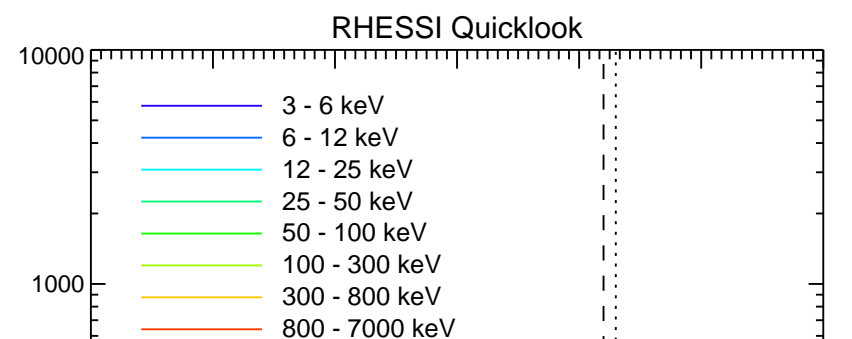 RHESSI Quicklook
10000
3 - 6 keV
6 - 12 keV
12 - 25 keV
25 - 50 keV
50 - 100 keV
100 - 300 keV
1000
300 - 800 keV
800 - 7000 keV